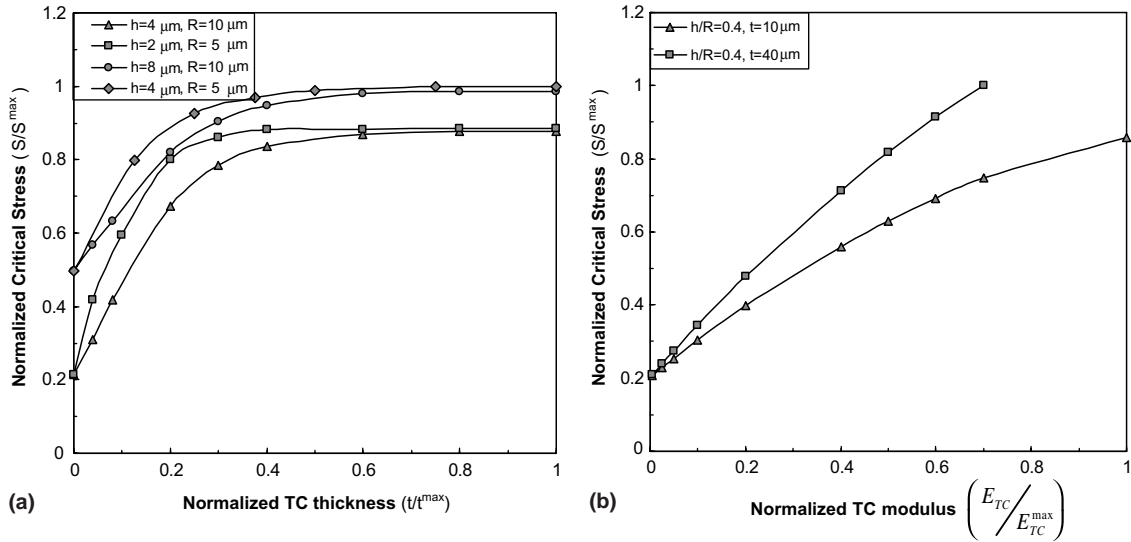 1.2
1
0.8
0.6
0.4
0.2
0
Normalized Critical Stress (S/S^max)
h=4 μm, R=10 μm
h=2 μm, R= 5 μm
h=8 μm, R=10 μm
h=4 μm, R= 5 μm
0 0.2 0.4 0.6 0.8 1
(a) Normalized TC thickness (t/t^max)
1.2
1
0.8
0.6
0.4
0.2
0
Normalized Critical Stress (S/S^max)
h/R=0.4, t=10μm
h/R=0.4, t=40μm
0 0.2 0.4 0.6 0.8 1
(b) Normalized TC modulus (E_TC / E_TC^max)